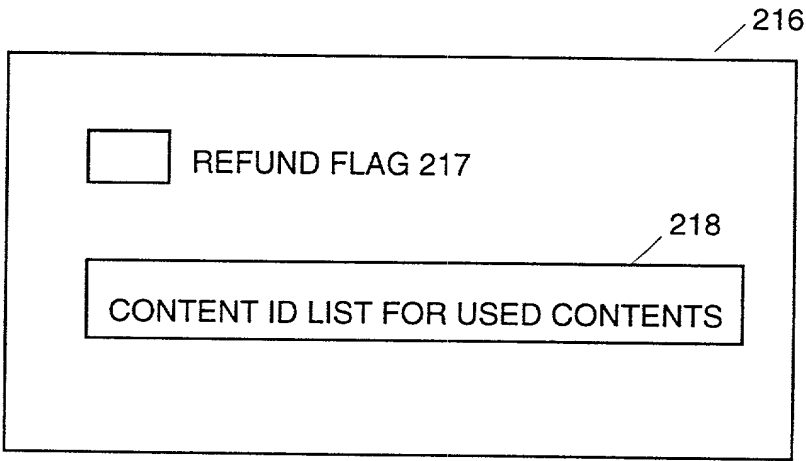 216
REFUND FLAG 217
218
CONTENT ID LIST FOR USED CONTENTS